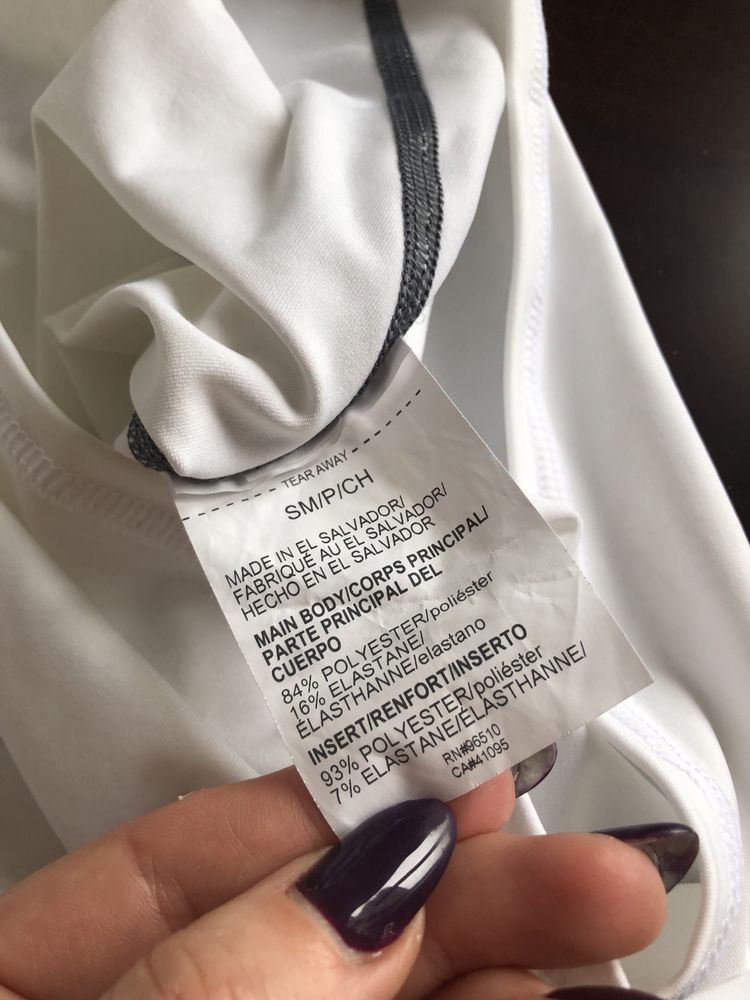 TEAR AWAY
SM/P/CH
MADE IN EL SALVADOR/
FABRIQUÉ AU EL SALVADOR/
HECHO EN EL SALVADOR
MAIN BODY/CORPS PRINCIPAL/
PARTE PRINCIPAL DEL
CUERPO
84% POLYESTER/poliéster
16% ELASTANE/
ÉLASTHANNE/elastano
INSERT/RENFORT/INSERTO
93% POLYESTER/poliéster
7% ELASTANE/ÉLASTHANNE/
RN#96510
CA#41095